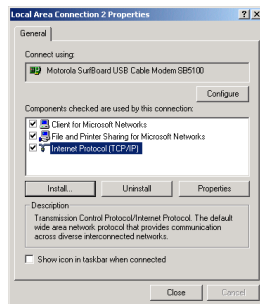 Local Area Connection 2 Properties
General
Connect using:
Motorola SurfBoard USB Cable Modem SB5100
Configure
Components checked are used by this connection:
Client for Microsoft Networks
File and Printer Sharing for Microsoft Networks
Internet Protocol (TCP/IP)
Install... Uninstall Properties
Description
Transmission Control Protocol/Internet Protocol. The default
wide area network protocol that provides communication
across diverse interconnected networks.
Show icon in taskbar when connected
Close Cancel